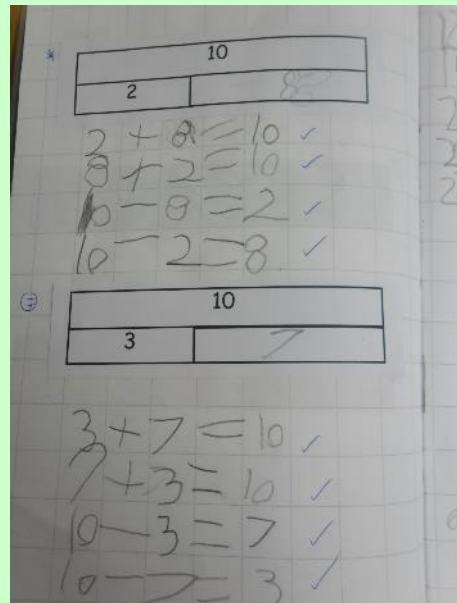 10
2 8
2 + 8 = 10 ✓
8 + 2 = 10 ✓
10 - 8 = 2 ✓
10 - 2 = 8 ✓
10
3 7
3 + 7 = 10 ✓
7 + 3 = 10 ✓
10 - 3 = 7 ✓
10 - 7 = 3 ✓